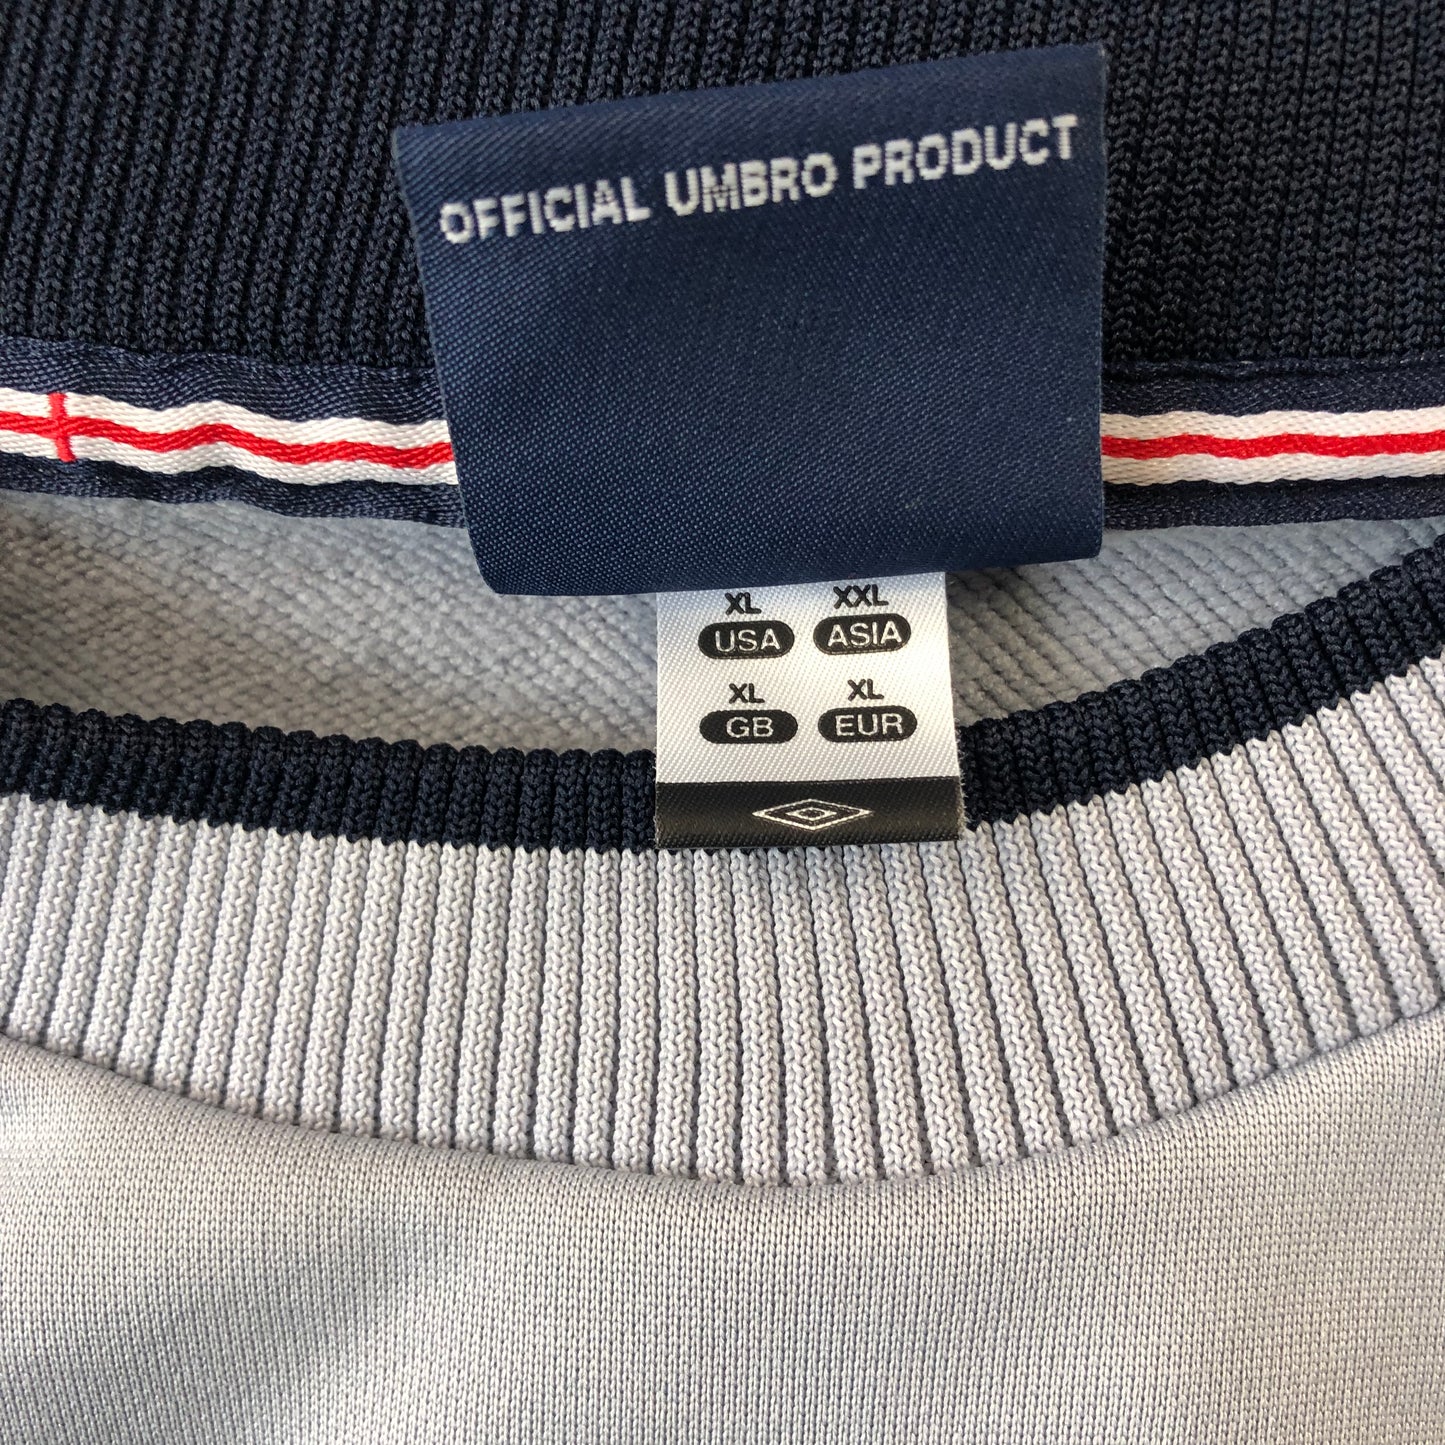 OFFICIAL UMBRO PRODUCT
XL XXL
USA ASIA
XL XL
GB EUR